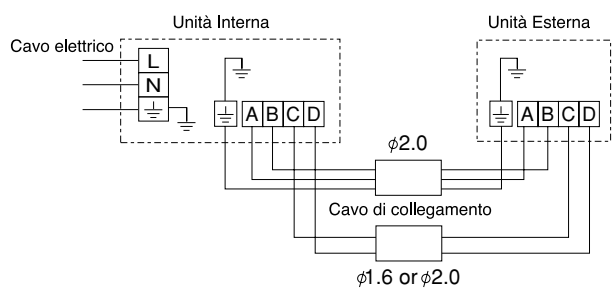 Unità Interna
Unità Esterna
Cavo elettrico
L
N
A B C D
A B C D
φ2.0
Cavo di collegamento
φ1.6 or φ2.0